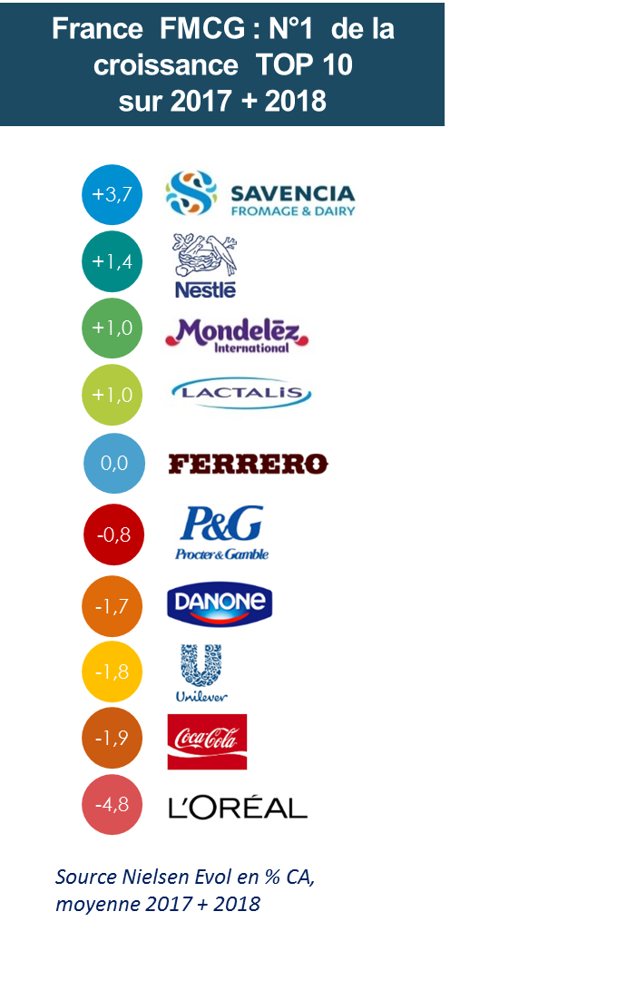 France FMCG : N°1 de la
croissance TOP 10
sur 2017 + 2018
+3,7
SAVENCIA
FROMAGE & DAIRY
+1,4
Nestlé
+1,0
Mondelēz
International
+1,0
LACTALIS
0,0
FERRERO
-0,8
P&G
Procter & Gamble
-1,7
DANONE
-1,8
Unilever
-1,9
Coca-Cola
-4,8
L'ORÉAL
Source Nielsen Evol en % CA,
moyenne 2017 + 2018